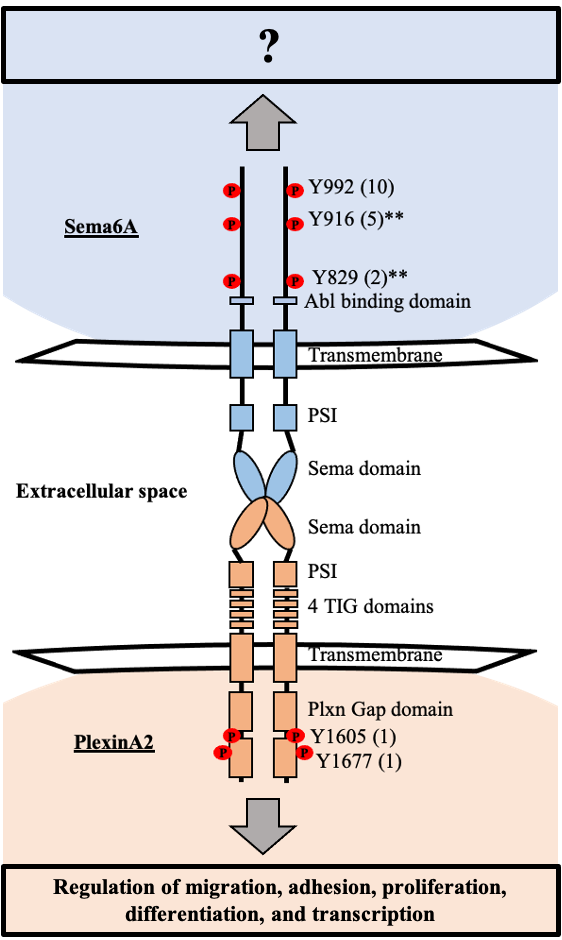 ?
P
P
Y992 (10)
P
P
Y916 (5)**
Sema6A
P
P
Y829 (2)**
Abl binding domain
Transmembrane
PSI
Sema domain
Extracellular space
Sema domain
PSI
4 TIG domains
Transmembrane
Plxn Gap domain
P
P
Y1605 (1)
PlexinA2
P
P
Y1677 (1)
Regulation of migration, adhesion, proliferation,
differentiation, and transcription